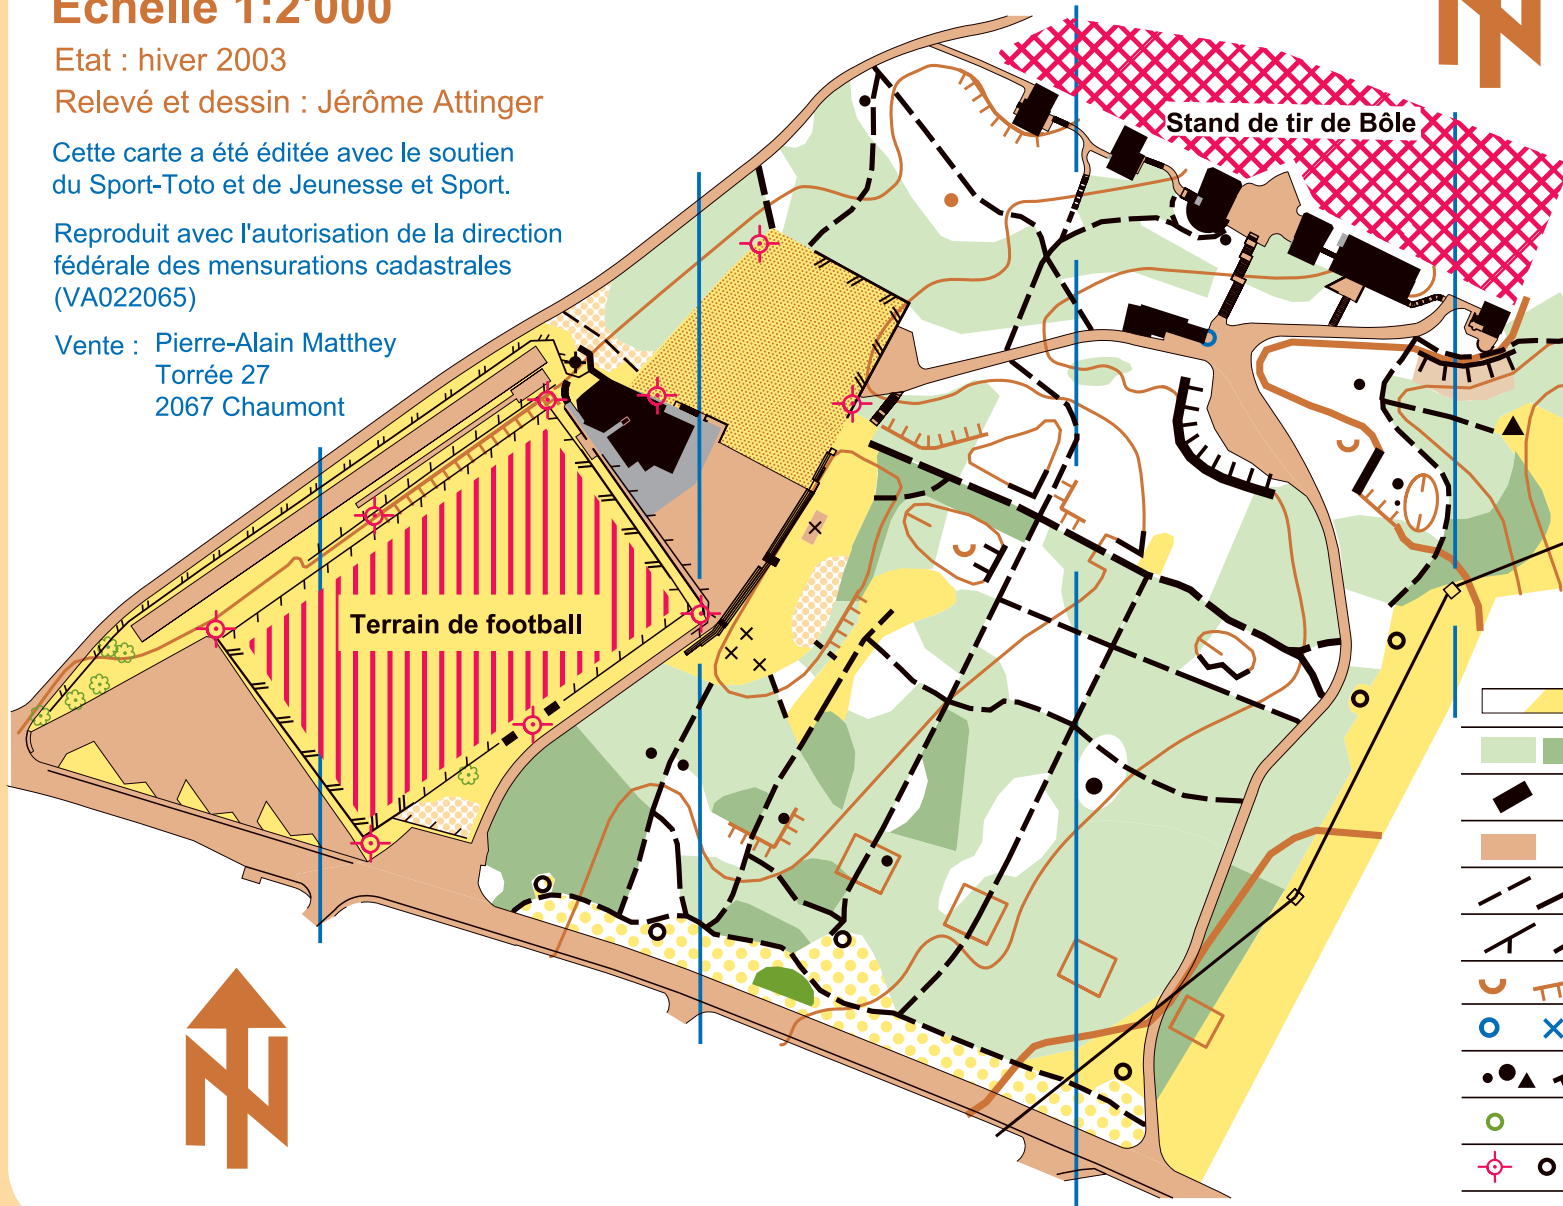 Echelle 1:2'000
Etat : hiver 2003
Relevé et dessin : Jérôme Attinger
Cette carte a été éditée avec le soutien
du Sport-Toto et de Jeunesse et Sport.
Reproduit avec l'autorisation de la direction
fédérale des mensurations cadastrales
(VA022065)
Vente : Pierre-Alain Matthey
Torrée 27
2067 Chaumont
Stand de tir de Bôle
Terrain de football